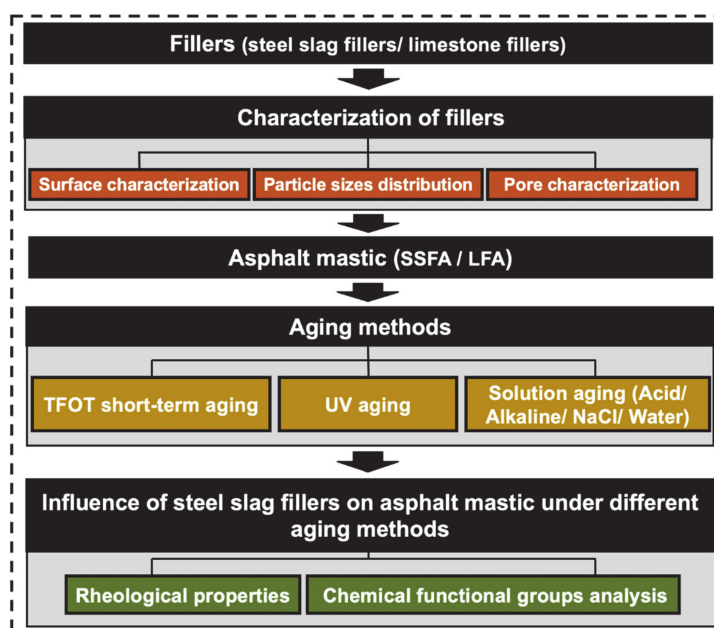 Fillers (steel slag fillers/ limestone fillers)
Characterization of fillers
Surface characterization
Particle sizes distribution
Pore characterization
Asphalt mastic (SSFA / LFA)
Aging methods
TFOT short-term aging
UV aging
Solution aging (Acid/
Alkaline/ NaCl/ Water)
Influence of steel slag fillers on asphalt mastic under different
aging methods
Rheological properties
Chemical functional groups analysis